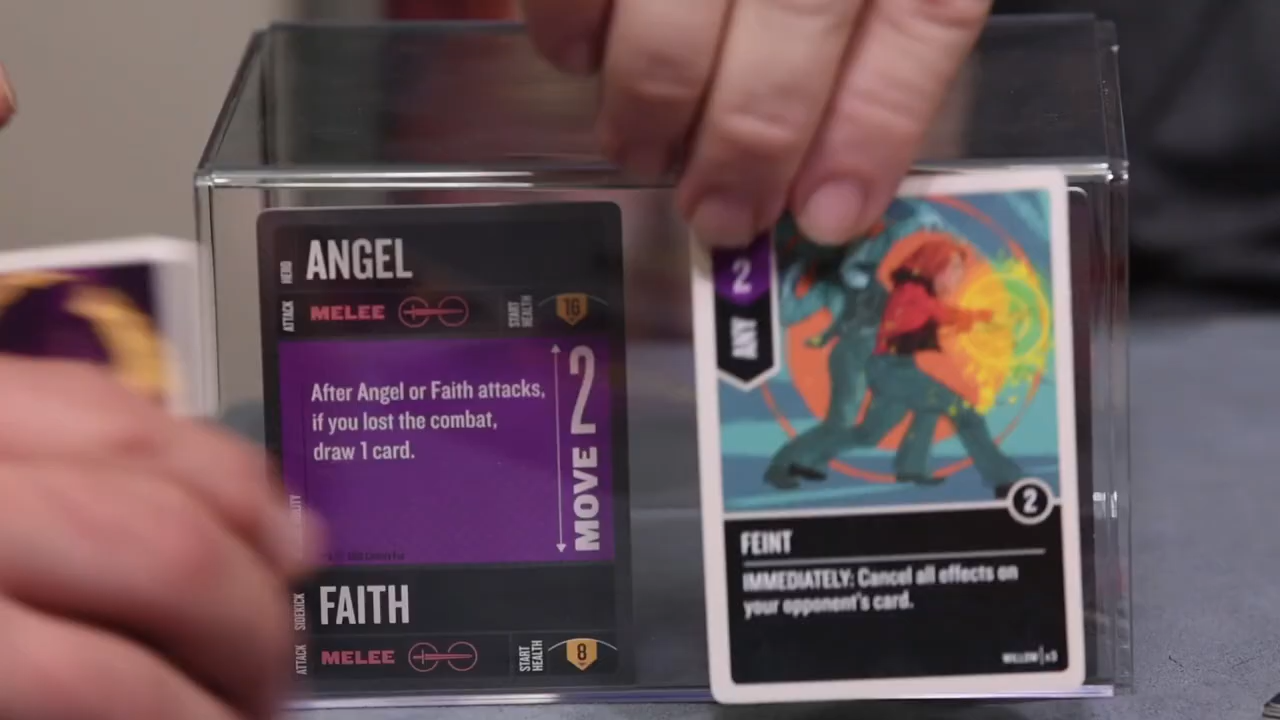 HERO
ANGEL
ATTACK
MELEE
START
HEALTH
16
After Angel or Faith attacks,
if you lost the combat,
draw 1 card.
MOVE 2
SIDEKICK
FAITH
ATTACK
MELEE
START
HEALTH
8
2
ANY
2
FEINT
IMMEDIATELY: Cancel all effects on
your opponent's card.
WILLOW | x3